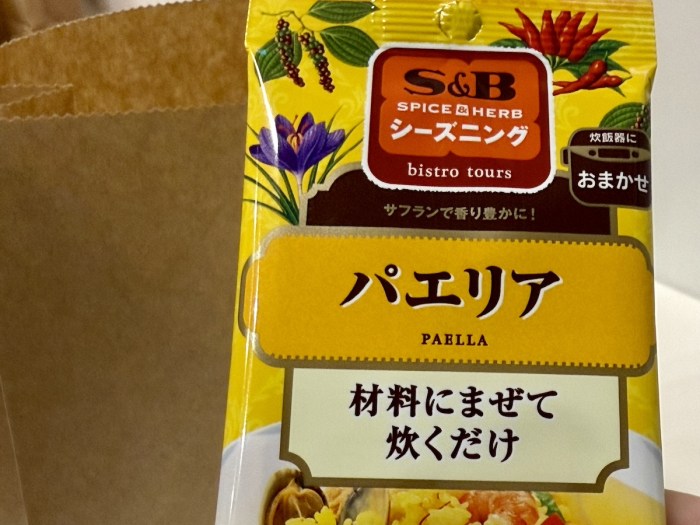 S&B
SPICE & HERB
シーズニング
bistro tours
炊飯器に
おまかせ
サフランで香り豊かに！
パエリア
PAELLA
材料にまぜて
炊くだけ